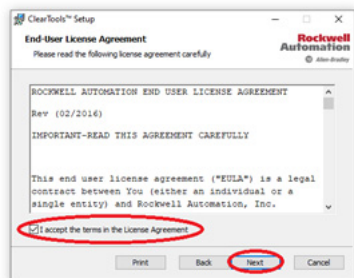 ClearTools™ Setup
End-User License Agreement
Please read the following license agreement carefully
Rockwell
Automation
Allen-Bradley
ROCKWELL AUTOMATION END USER LICENSE AGREEMENT
Rev (02/2016)
IMPORTANT-READ THIS AGREEMENT CAREFULLY
This end user license agreement ("EULA") is a legal
contract between You (either an individual or a
single entity) and Rockwell Automation, Inc.
I accept the terms in the License Agreement
Print Back Next Cancel